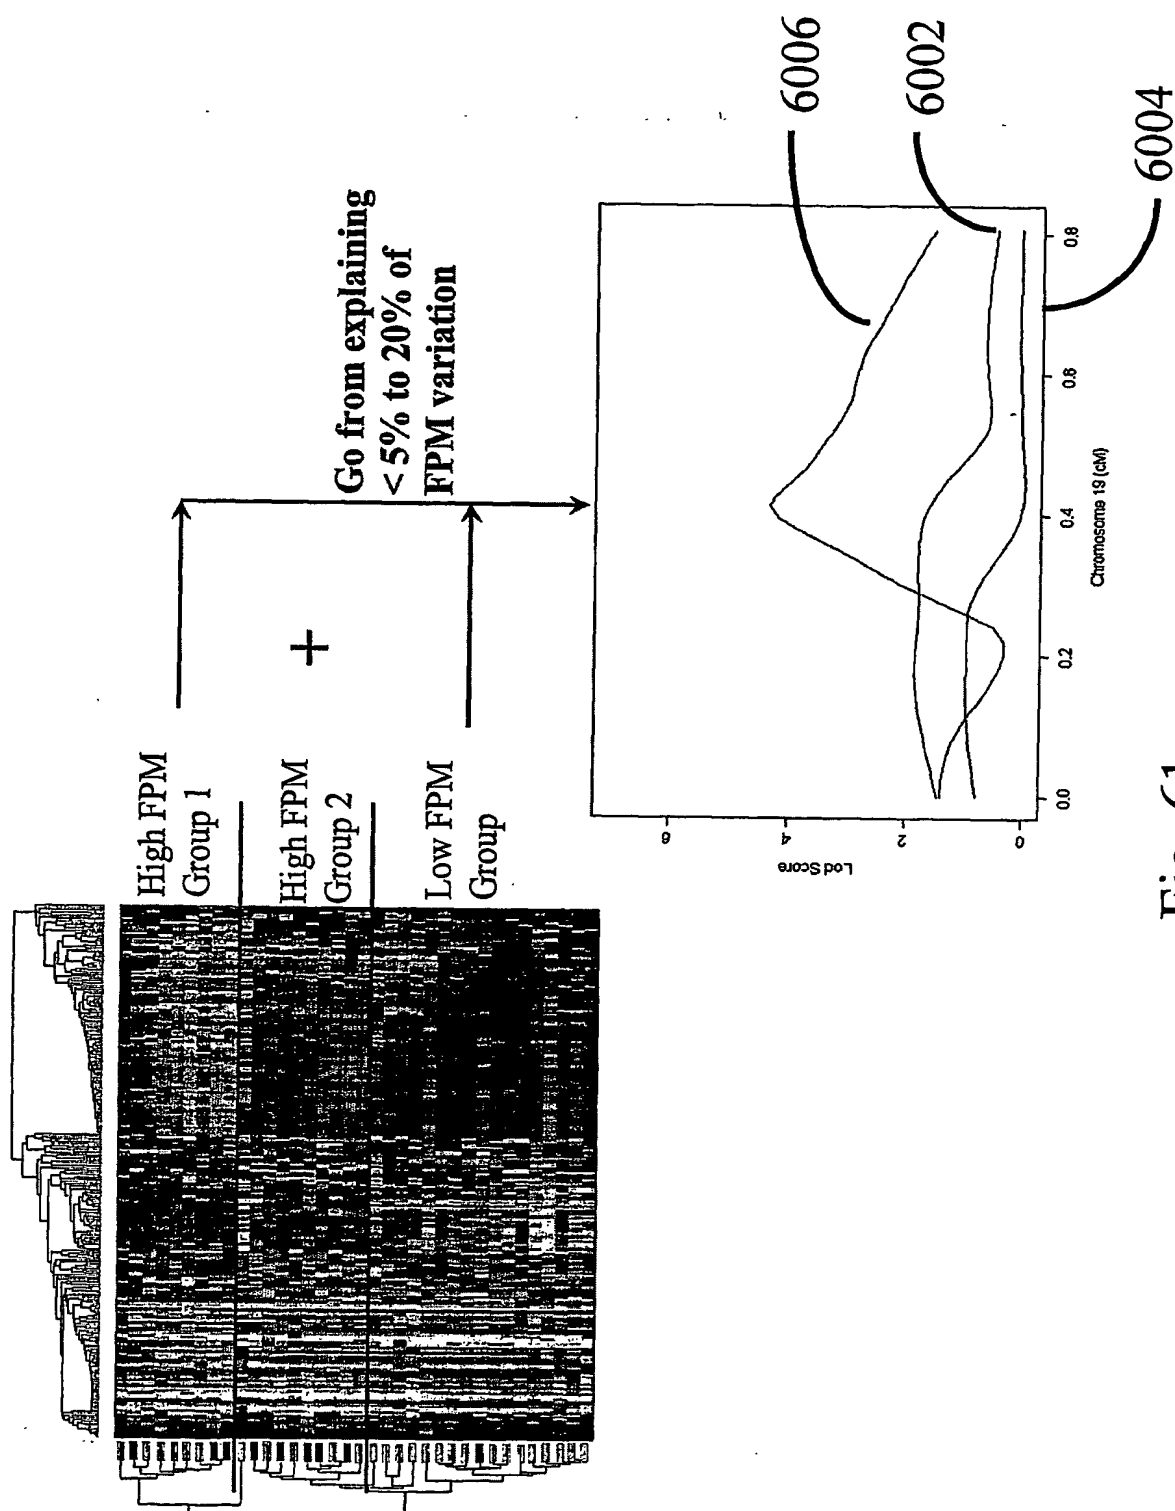 High FPM
Group 1
High FPM
Group 2
Low FPM
Group
+
Go from explaining
< 5% to 20% of
FPM variation
6
4
2
0
Lod Score
0.0
0.2
0.4
0.6
0.8
Chromosome 19 (cM)
6006
6002
6004
Fig. 61